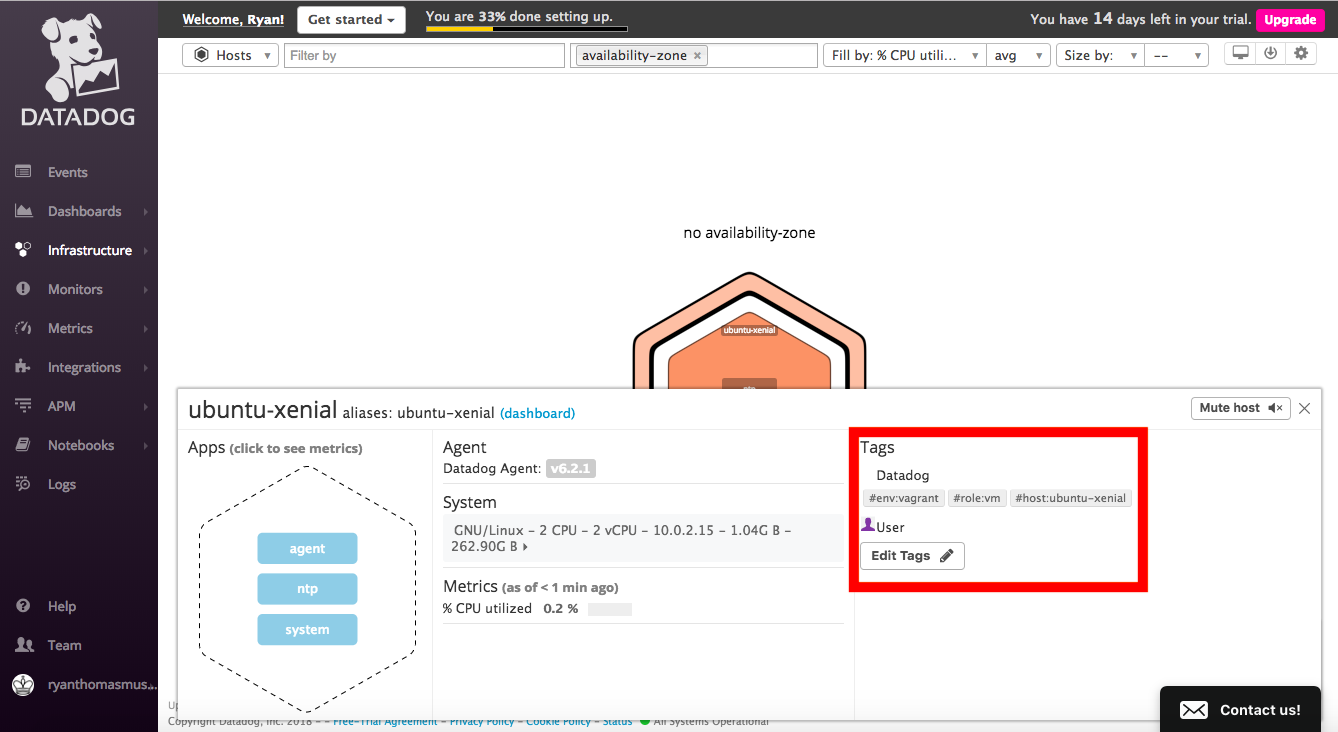 DATADOG
Events
Dashboards
Infrastructure
Monitors
Metrics
Integrations
APM
Notebooks
Logs
Help
Team
ryanthomasmus...
Welcome, Ryan!
Get started
You are 33% done setting up.
You have 14 days left in your trial.
Upgrade
Hosts
Filter by
availability-zone ×
Fill by: % CPU utili...
avg
Size by:
--
no availability-zone
ubuntu-xenial
ntp
ubuntu-xenial aliases: ubuntu-xenial (dashboard)
Mute host
Apps (click to see metrics)
agent
ntp
system
Agent
Datadog Agent: v6.2.1
System
GNU/Linux – 2 CPU – 2 vCPU – 10.0.2.15 – 1.04G B –
262.90G B
Metrics (as of < 1 min ago)
% CPU utilized 0.2 %
Tags
Datadog
#env:vagrant #role:vm #host:ubuntu-xenial
User
Edit Tags
Up
Copyright Datadog, Inc. 2018 – – Free-Trial Agreement – Privacy Policy – Cookie Policy – Status All Systems Operational
Contact us!